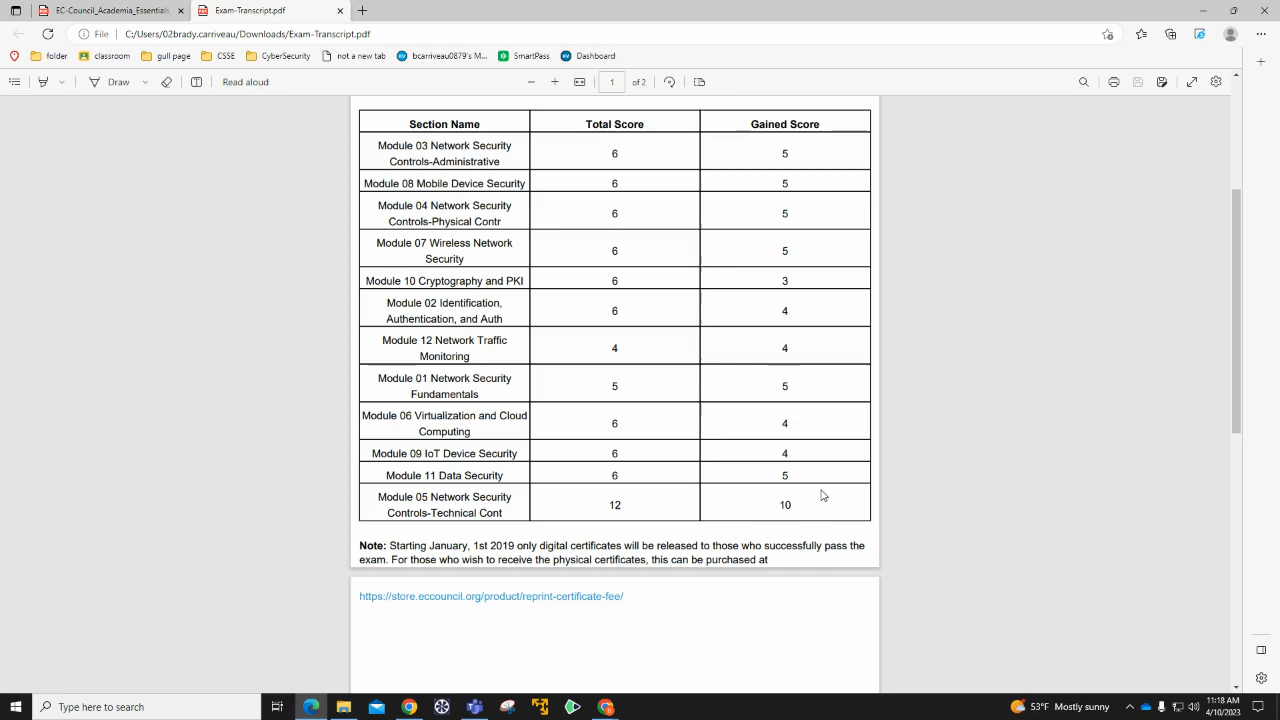 EC-Council_Academia_Essentials_
Exam-Transcript.pdf
File
C:/Users/02brady.carriveau/Downloads/Exam-Transcript.pdf
folder
classroom
gull page
CSSE
CyberSecurity
not a new tab
bcarriveau0879's M...
SmartPass
Dashboard
Draw
Read aloud
1
of 2
Section Name Total Score Gained Score
Module 03 Network Security
Controls-Administrative
6 5
Module 08 Mobile Device Security 6 5
Module 04 Network Security
Controls-Physical Contr
6 5
Module 07 Wireless Network
Security
6 5
Module 10 Cryptography and PKI 6 3
Module 02 Identification,
Authentication, and Auth
6 4
Module 12 Network Traffic
Monitoring
4 4
Module 01 Network Security
Fundamentals
5 5
Module 06 Virtualization and Cloud
Computing
6 4
Module 09 IoT Device Security 6 4
Module 11 Data Security 6 5
Module 05 Network Security
Controls-Technical Cont
12 10
Note: Starting January, 1st 2019 only digital certificates will be released to those who successfully pass the
exam. For those who wish to receive the physical certificates, this can be purchased at
https://store.eccouncil.org/product/reprint-certificate-fee/
Type here to search
53°F Mostly sunny
11:18 AM
4/10/2023